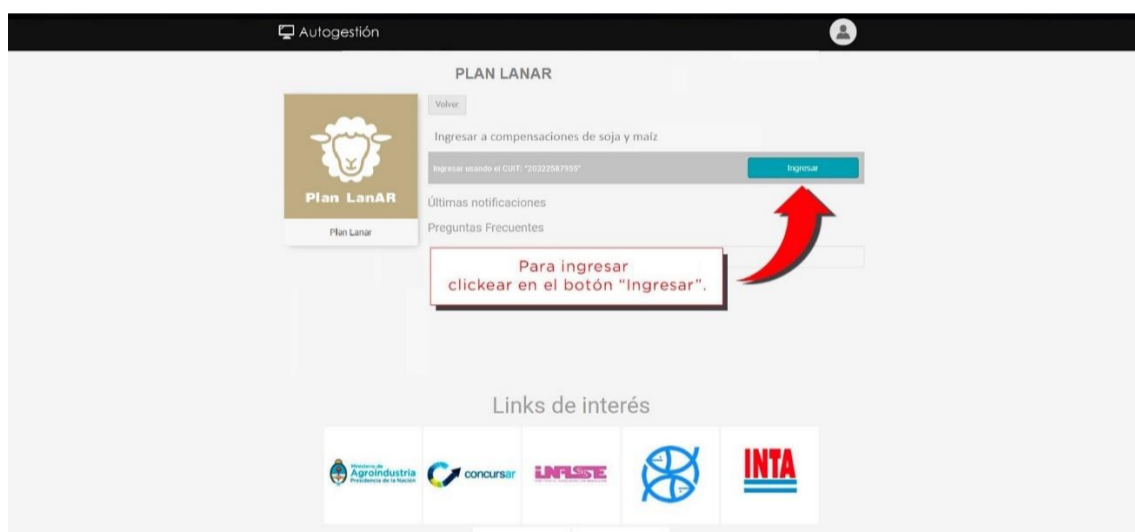 Autogestión
PLAN LANAR
Volver
Ingresar a compensaciones de soja y maíz
Ingresar usando el CUIT: "20322587955"
Ingresar
Plan LanAR
Plan Lanar
Últimas notificaciones
Preguntas Frecuentes
Para ingresar
clickear en el botón "Ingresar".
Links de interés
Ministerio de
Agroindustria
Presidencia de la Nación
concursar
INASE
INTA